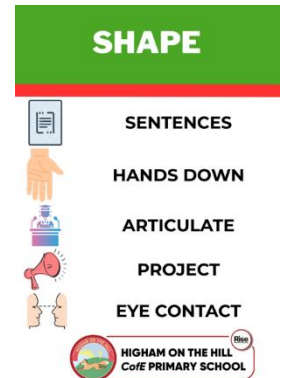 SHAPE
SENTENCES
HANDS DOWN
ARTICULATE
PROJECT
EYE CONTACT
Rise
HIGHAM ON THE HILL
CofE PRIMARY SCHOOL